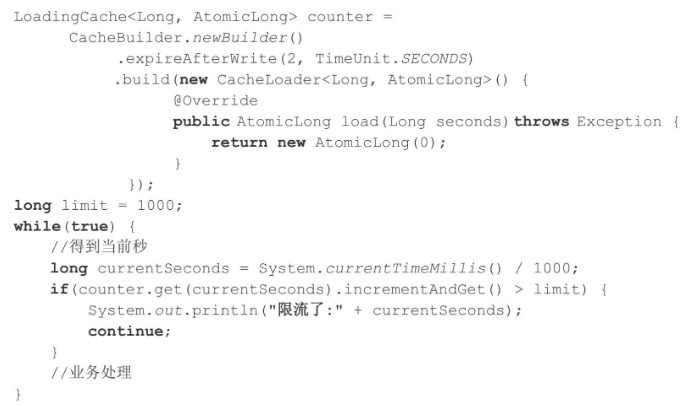 LoadingCache<Long, AtomicLong> counter =
CacheBuilder.newBuilder()
.expireAfterWrite(2, TimeUnit.SECONDS)
.build(new CacheLoader<Long, AtomicLong>() {
@Override
public AtomicLong load(Long seconds) throws Exception {
return new AtomicLong(0);
}
});
long limit = 1000;
while(true) {
//得到当前秒
long currentSeconds = System.currentTimeMillis() / 1000;
if(counter.get(currentSeconds).incrementAndGet() > limit) {
System.out.println("限流了:" + currentSeconds);
continue;
}
//业务处理
}